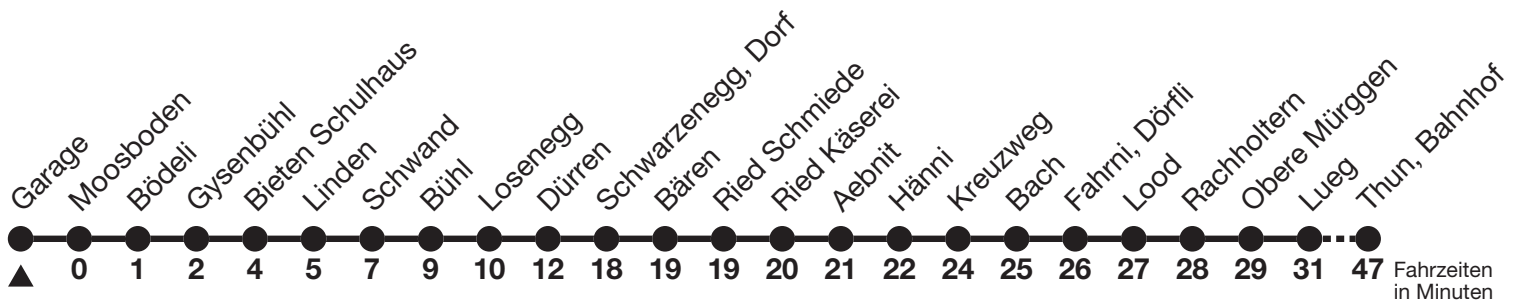 Garage
Moosboden
Bödeli
Gysenbühl
Bieten Schulhaus
Linden
Schwand
Bühl
Losenegg
Dürren
Schwarzenegg, Dorf
Bären
Ried Schmiede
Ried Käserei
Aebnit
Hänni
Kreuzweg
Bach
Fahrni, Dörfli
Lood
Rachholtern
Obere Mürggen
Lueg
Thun, Bahnhof
0 1 2 4 5 7 9 10 12 18 19 19 20 21 22 24 25 26 27 28 29 31 47 Fahrzeiten
in Minuten